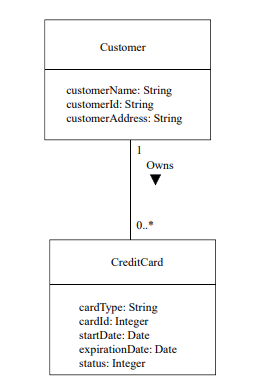 Customer
customerName: String
customerId: String
customerAddress: String
1
Owns
0..*
CreditCard
cardType: String
cardId: Integer
startDate: Date
expirationDate: Date
status: Integer